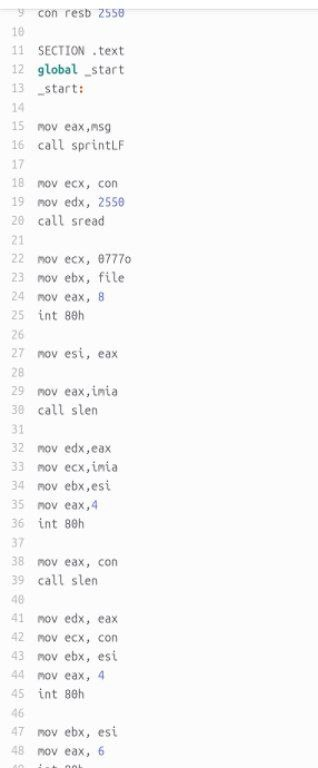 9 con resb 2550
10
11 SECTION .text
12 global _start
13 _start:
14
15 mov eax,msg
16 call sprintLF
17
18 mov ecx, con
19 mov edx, 2550
20 call sread
21
22 mov ecx, 0777o
23 mov ebx, file
24 mov eax, 8
25 int 80h
26
27 mov esi, eax
28
29 mov eax,imia
30 call slen
31
32 mov edx,eax
33 mov ecx,imia
34 mov ebx,esi
35 mov eax,4
36 int 80h
37
38 mov eax, con
39 call slen
40
41 mov edx, eax
42 mov ecx, con
43 mov ebx, esi
44 mov eax, 4
45 int 80h
46
47 mov ebx, esi
48 mov eax, 6
49 int 80h